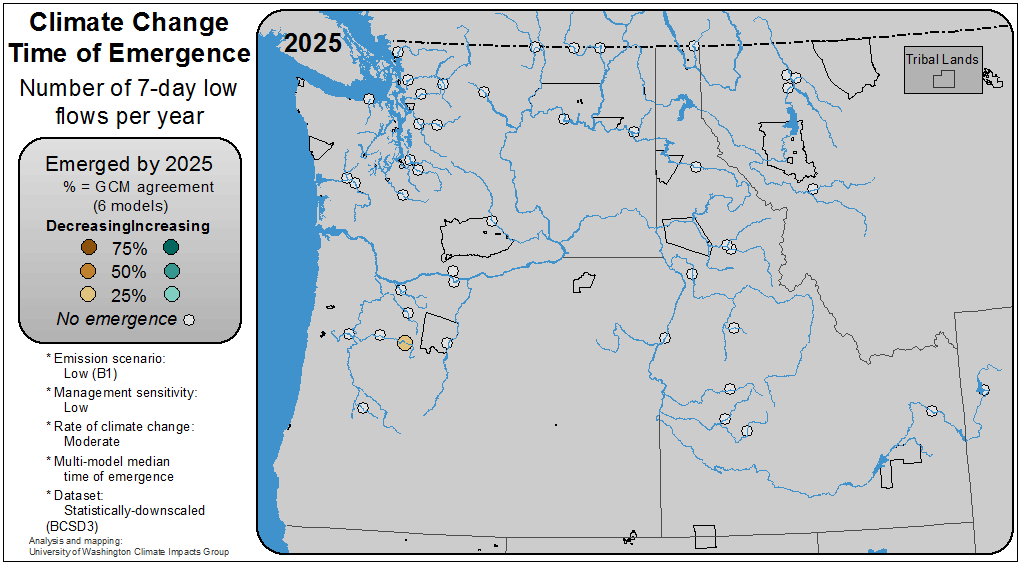 Climate Change
Time of Emergence
Number of 7-day low
flows per year
Emerged by 2025
% = GCM agreement
(6 models)
DecreasingIncreasing
75%
50%
25%
No emergence
* Emission scenario:
Low (B1)
* Management sensitivity:
Low
* Rate of climate change:
Moderate
* Multi-model median
time of emergence
* Dataset:
Statistically-downscaled
(BCSD3)
Analysis and mapping:
University of Washington Climate Impacts Group
2025
Tribal Lands